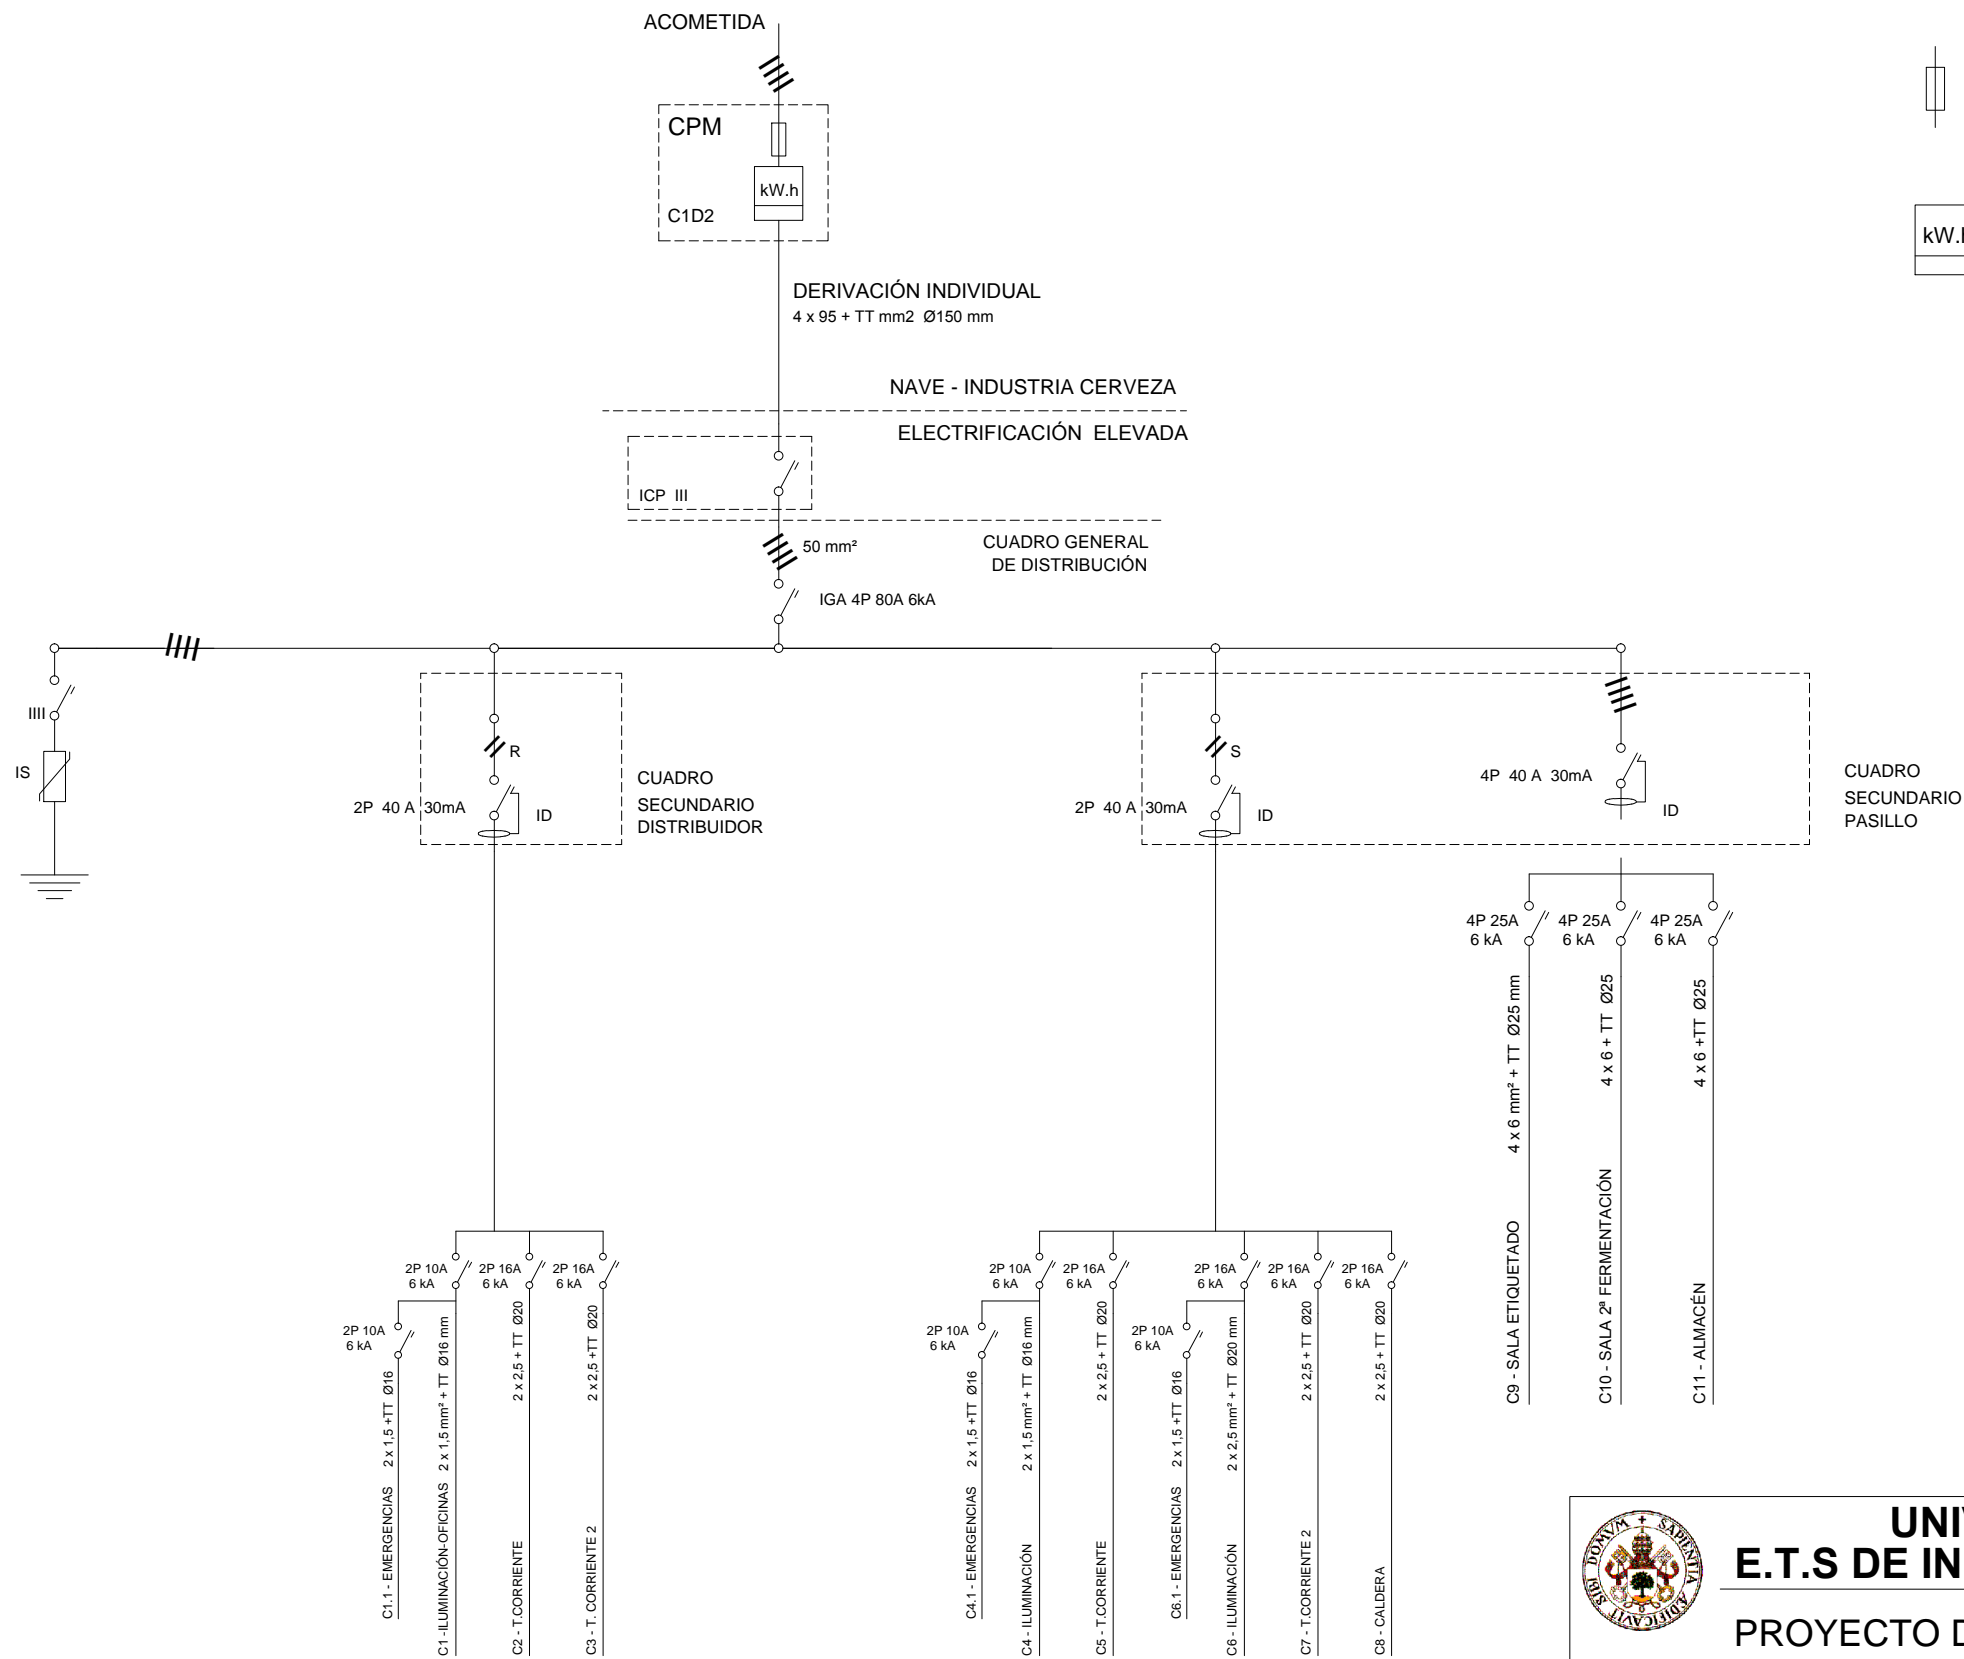 ACOMETIDA
CPM
kW.h
C1D2
kW.
DERIVACIÓN INDIVIDUAL
4 x 95 + TT mm2 Ø150 mm
NAVE - INDUSTRIA CERVEZA
ELECTRIFICACIÓN ELEVADA
ICP III
50 mm²
CUADRO GENERAL
DE DISTRIBUCIÓN
IGA 4P 80A 6kA
IIII
IS
R
2P 40 A 30mA
ID
CUADRO
SECUNDARIO
DISTRIBUIDOR
S
2P 40 A 30mA
ID
4P 40 A 30mA
ID
CUADRO
SECUNDARIO
PASILLO
4P 25A
6 kA
4P 25A
6 kA
4P 25A
6 kA
C9 - SALA ETIQUETADO 4 x 6 mm² + TT Ø25 mm
C10 - SALA 2ª FERMENTACIÓN 4 x 6 + TT Ø25
C11 - ALMACÉN 4 x 6 +TT Ø25
2P 10A
6 kA
2P 16A
6 kA
2P 16A
6 kA
2P 10A
6 kA
C1.1 - EMERGENCIAS 2 x 1,5 +TT Ø16
C1 -ILUMINACIÓN-OFICINAS 2 x 1,5 mm² + TT Ø16 mm
C2 - T.CORRIENTE 2 x 2,5 + TT Ø20
C3 - T. CORRIENTE 2 2 x 2,5 +TT Ø20
2P 10A
6 kA
2P 16A
6 kA
2P 16A
6 kA
2P 16A
6 kA
2P 16A
6 kA
2P 10A
6 kA
2P 10A
6 kA
C4.1 - EMERGENCIAS 2 x 1,5 +TT Ø16
C4 - ILUMINACIÓN 2 x 1,5 mm² + TT Ø16 mm
C5 - T.CORRIENTE 2 x 2,5 + TT Ø20
C6.1 - EMERGENCIAS 2 x 1,5 +TT Ø16
C6 - ILUMINACIÓN 2 x 2,5 mm² + TT Ø20 mm
C7 - T.CORRIENTE 2 2 x 2,5 + TT Ø20
C8 - CALDERA 2 x 2,5 + TT Ø20
SIBI DOMVM + SAPIENTIA ÆDIFICAVIT
UNI
E.T.S DE IN
PROYECTO D